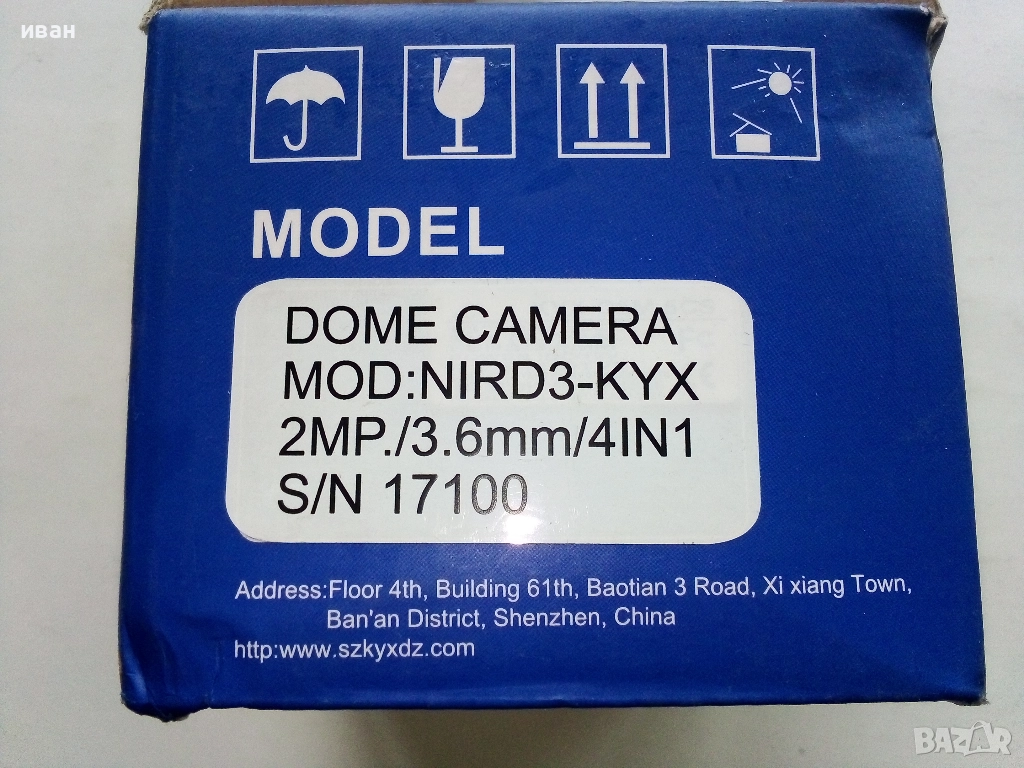 иван
MODEL
DOME CAMERA
MOD:NIRD3-KYX
2MP./3.6mm/4IN1
S/N 17100
Address:Floor 4th, Building 61th, Baotian 3 Road, Xi xiang Town,
Ban'an District, Shenzhen, China
http:www.szkyxdz.com
BAZAR